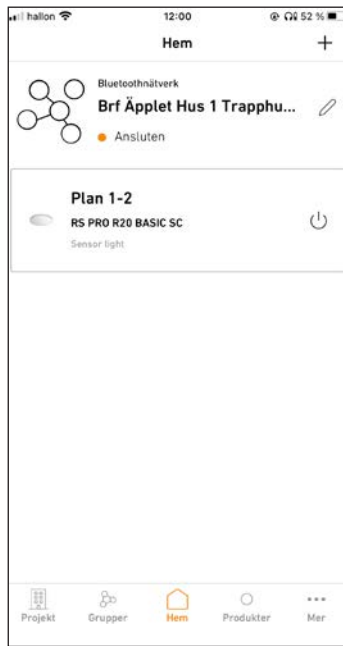 hallon 12:00 52 %
Hem
Bluetoothnätverk
Brf Äpplet Hus 1 Trapphu...
Ansluten
Plan 1-2
RS PRO R20 BASIC SC
Sensor light
Projekt Grupper Hem Produkter Mer